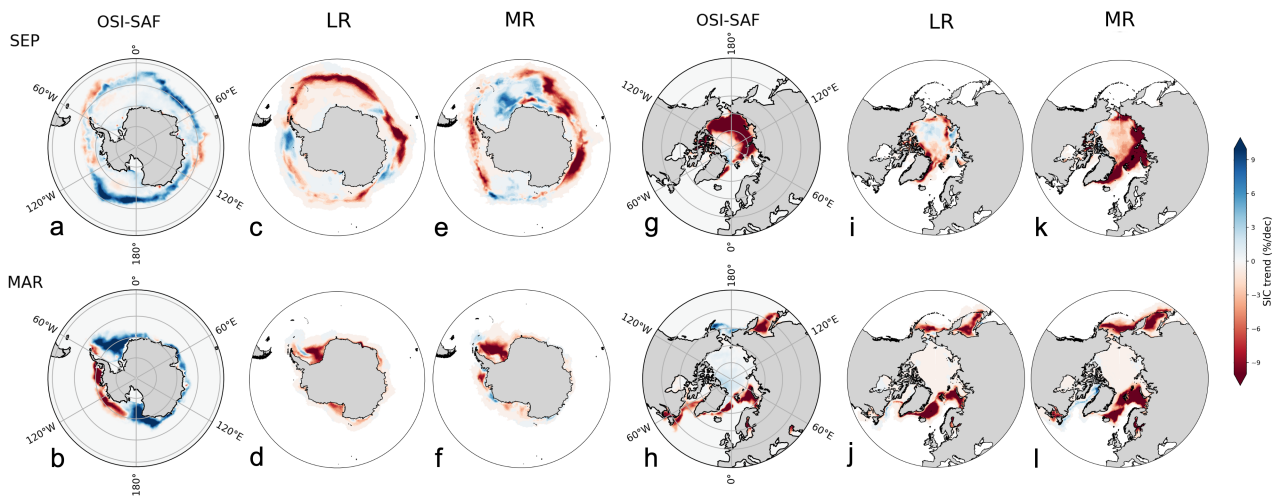 OSI-SAF LR MR OSI-SAF LR MR
SEP
0° 180°
60°W 60°E 120°W 120°E
120°W 120°E 60°W 60°E
180° 0°
a c e g i k
MAR
0° 180°
60°W 60°E 120°W 120°E
120°W 120°E 60°W 60°E
180° 0°
b d f h j l
9
6
3
0
−3
−6
−9
SIC trend (%/dec)